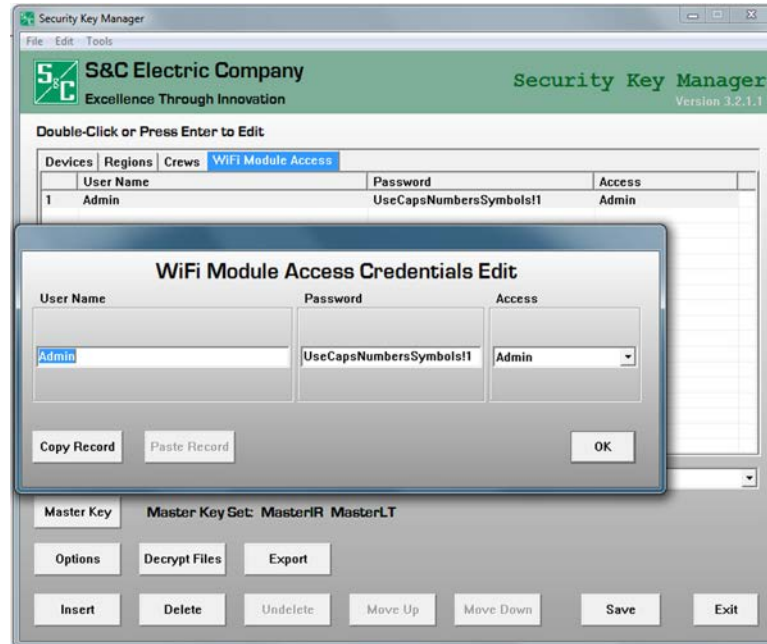 Security Key Manager
File Edit Tools
S&C
S&C Electric Company
Excellence Through Innovation
Security Key Manager
Version 3.2.1.1
Double-Click or Press Enter to Edit
Devices Regions Crews WiFi Module Access
User Name Password Access
1 Admin UseCapsNumbersSymbols!1 Admin
WiFi Module Access Credentials Edit
User Name Password Access
Admin UseCapsNumbersSymbols!1 Admin
Copy Record Paste Record OK
Master Key Master Key Set: MasterIR MasterLT
Options Decrypt Files Export
Insert Delete Undelete Move Up Move Down Save Exit